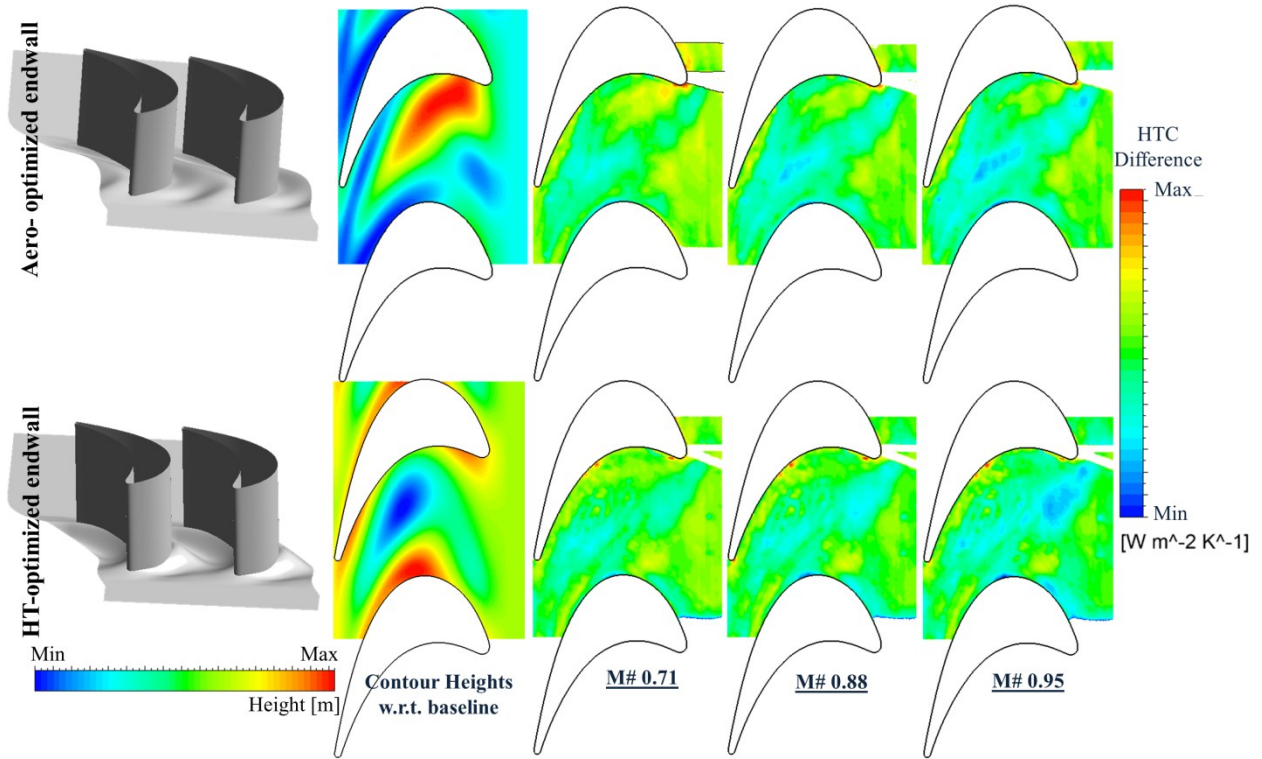 Aero- optimized endwall
HTC
Difference
Max
Min
[W m^-2 K^-1]
HT-optimized endwall
Min
Max
Height [m]
Contour Heights
w.r.t. baseline
M# 0.71
M# 0.88
M# 0.95